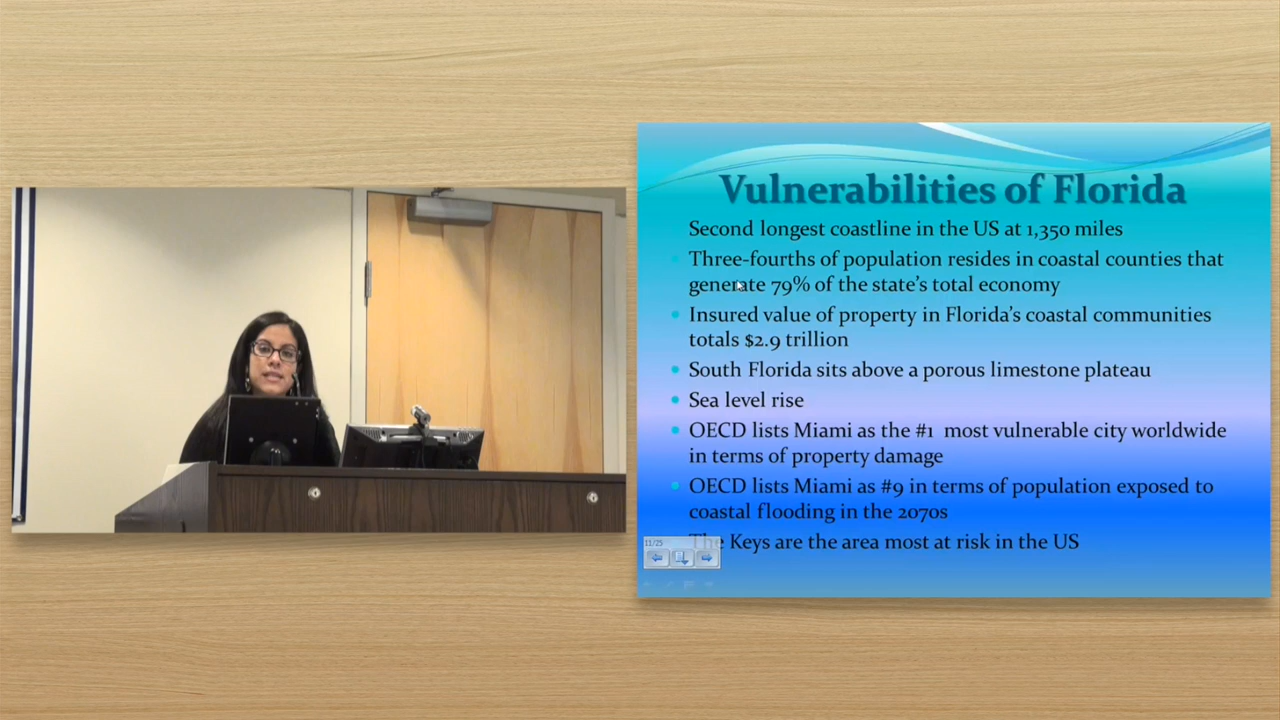 Vulnerabilities of Florida
Second longest coastline in the US at 1,350 miles
Three-fourths of population resides in coastal counties that
generate 79% of the state's total economy
Insured value of property in Florida's coastal communities
totals $2.9 trillion
South Florida sits above a porous limestone plateau
Sea level rise
OECD lists Miami as the #1 most vulnerable city worldwide
in terms of property damage
OECD lists Miami as #9 in terms of population exposed to
coastal flooding in the 2070s
The Keys are the area most at risk in the US
11/25